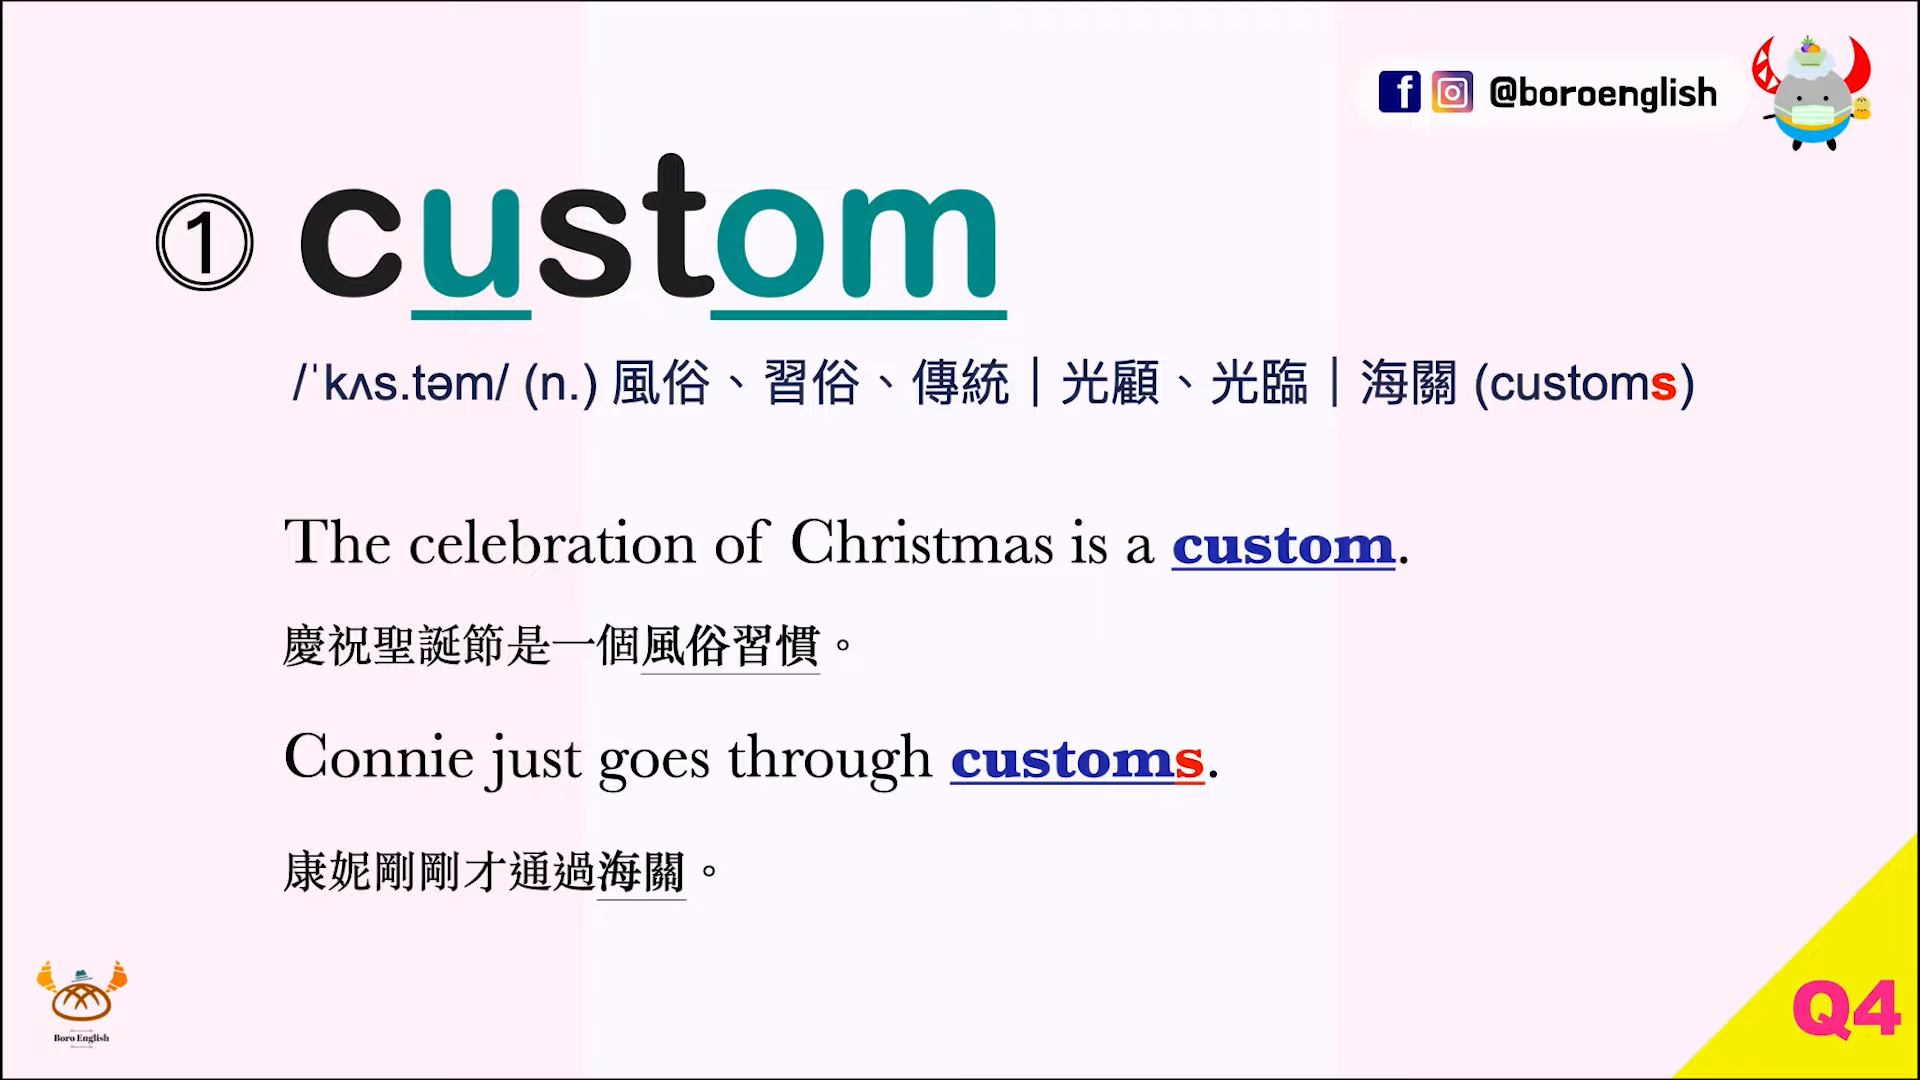 f @boroenglish
① custom
/ˈkʌs.təm/ (n.) 風俗、習俗、傳統｜光顧、光臨｜海關 (customs)
The celebration of Christmas is a custom.
慶祝聖誕節是一個風俗習慣。
Connie just goes through customs.
康妮剛剛才通過海關。
Boro English
Q4